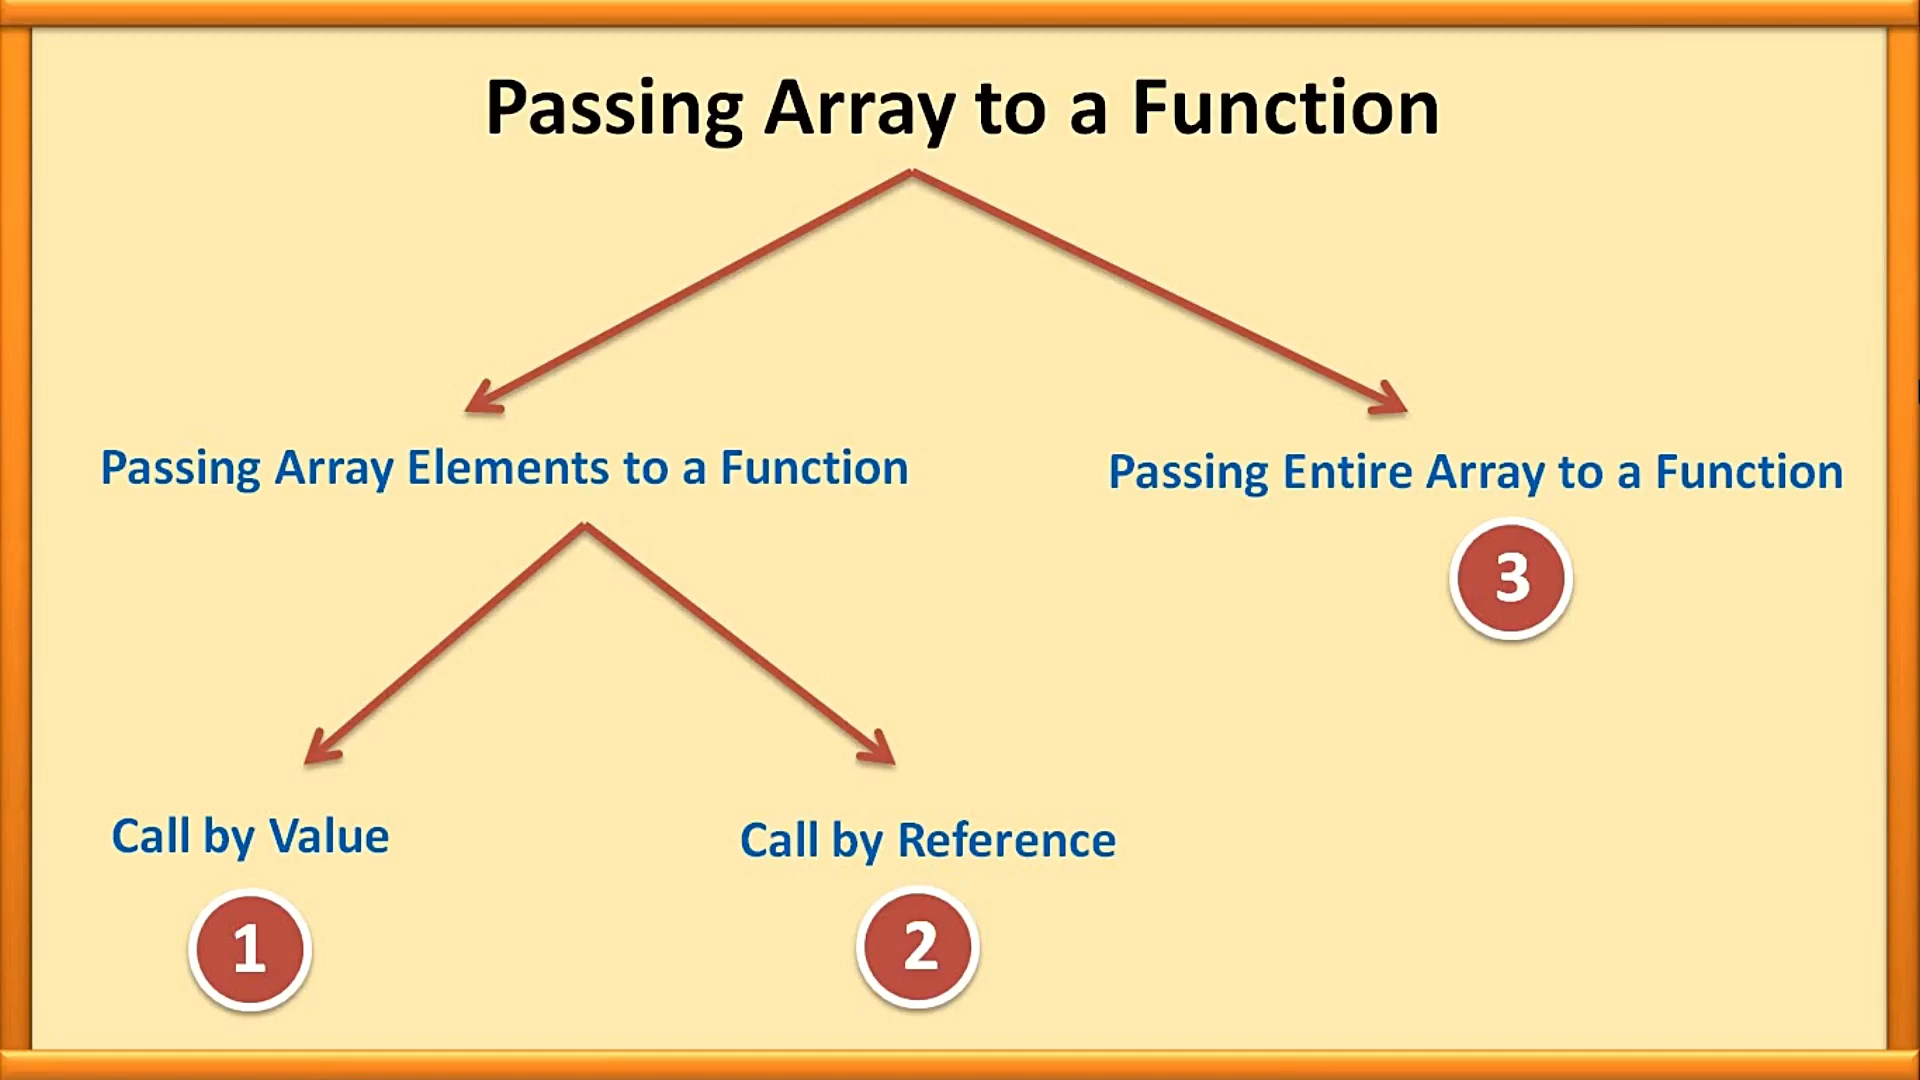 Passing Array to a Function
Passing Array Elements to a Function
Passing Entire Array to a Function
3
Call by Value
Call by Reference
1
2